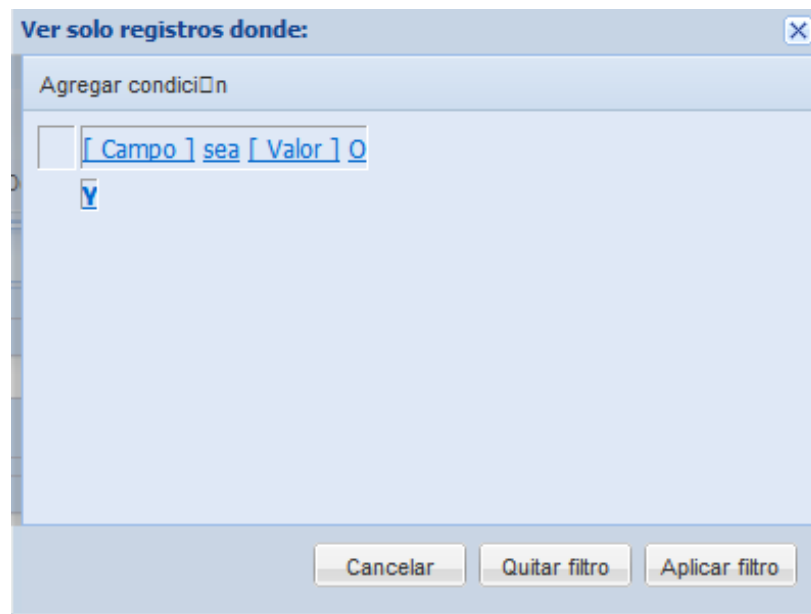 Ver solo registros donde:
Agregar condici□n
[ Campo ] sea [ Valor ] O
Y
Cancelar Quitar filtro Aplicar filtro